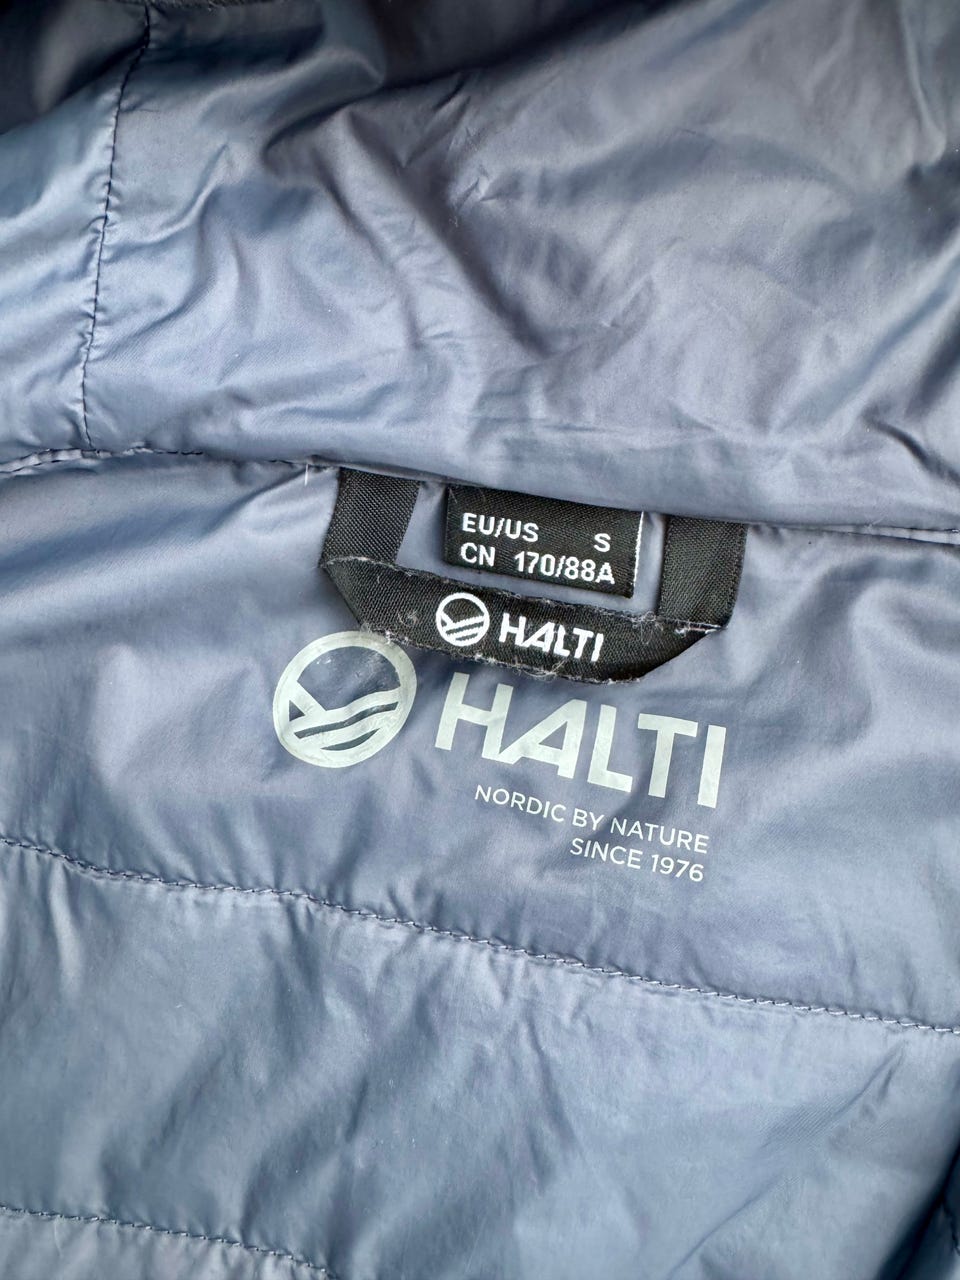 EU/US S
CN 170/88A
HALTI
HALTI
NORDIC BY NATURE
SINCE 1976